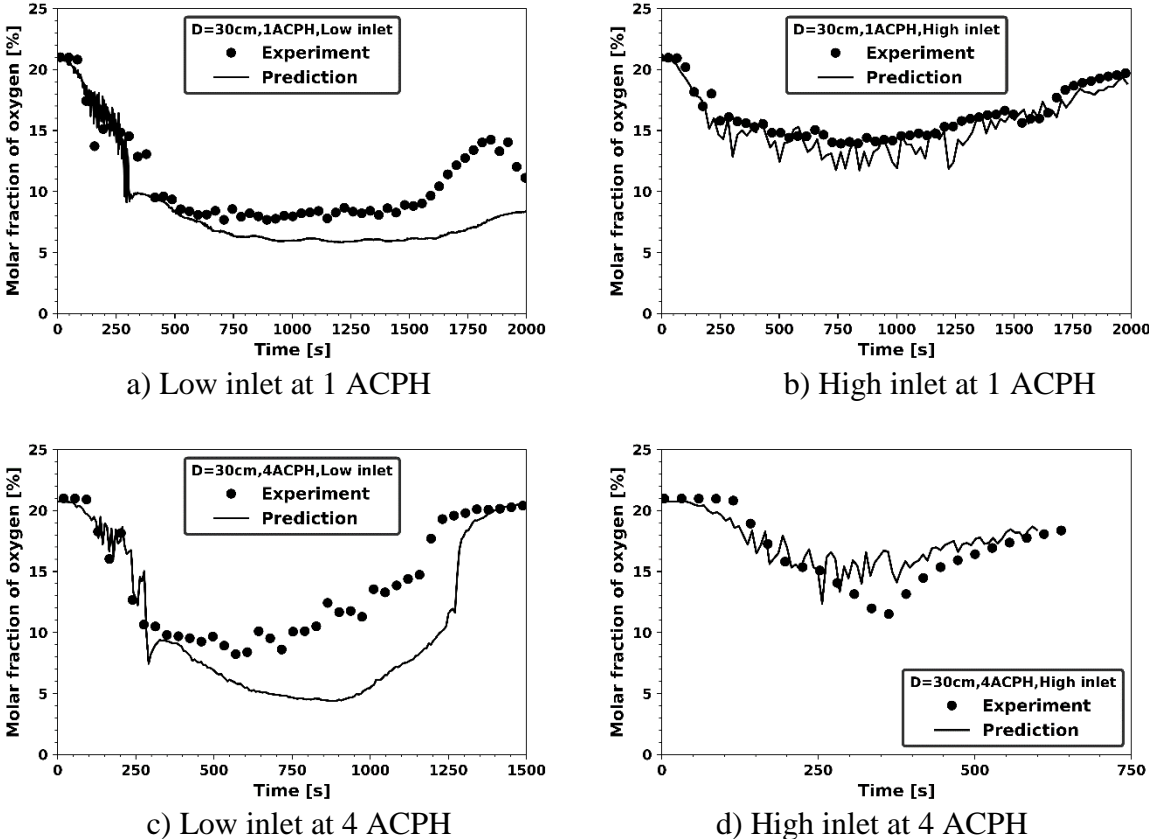 D=30cm,1ACPH,Low inlet
Experiment
Prediction
Molar fraction of oxygen [%]
25
20
15
10
5
0
0 250 500 750 1000 1250 1500 1750 2000
Time [s]
a) Low inlet at 1 ACPH
D=30cm,1ACPH,High inlet
Experiment
Prediction
Molar fraction of oxygen [%]
25
20
15
10
5
0
0 250 500 750 1000 1250 1500 1750 2000
Time [s]
b) High inlet at 1 ACPH
D=30cm,4ACPH,Low inlet
Experiment
Prediction
Molar fraction of oxygen [%]
25
20
15
10
5
0
0 250 500 750 1000 1250 1500
Time [s]
c) Low inlet at 4 ACPH
Molar fraction of oxygen [%]
25
20
15
10
5
0
D=30cm,4ACPH,High inlet
Experiment
Prediction
0 250 500 750
Time [s]
d) High inlet at 4 ACPH